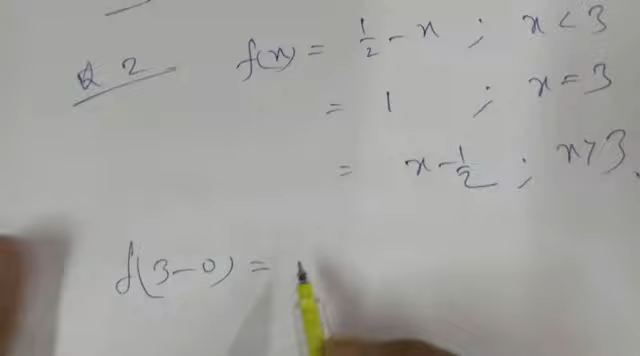 Q 2 f(x) = 1/2 - x ; x < 3
= 1 ; x = 3
= x - 1/2 ; x > 3.
f(3-0) =